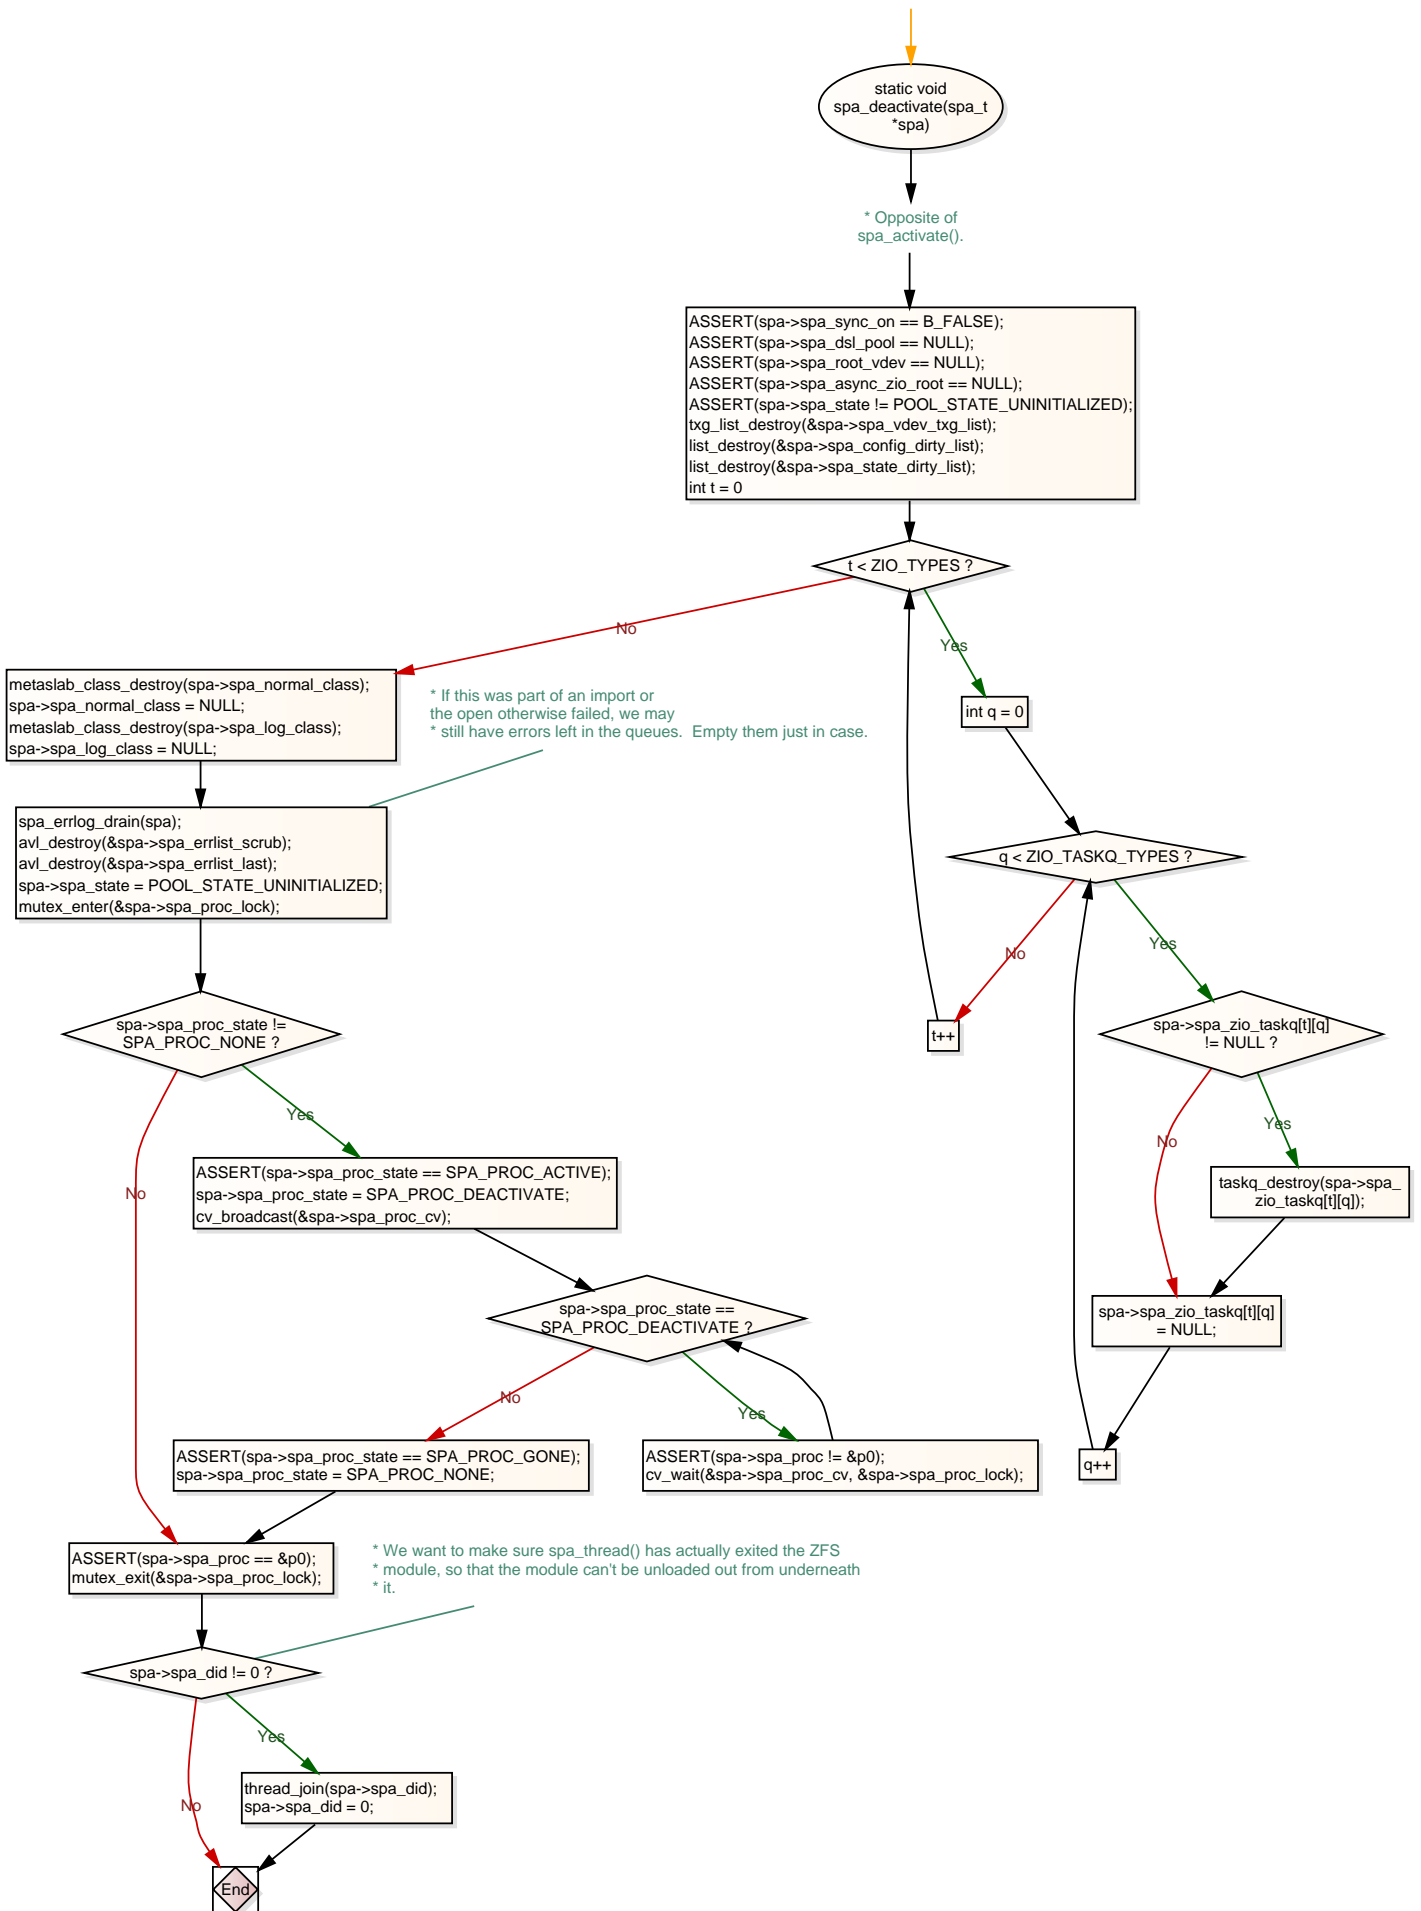 static void
spa_deactivate(spa_t
*spa)
* Opposite of
spa_activate().
ASSERT(spa->spa_sync_on == B_FALSE);
ASSERT(spa->spa_dsl_pool == NULL);
ASSERT(spa->spa_root_vdev == NULL);
ASSERT(spa->spa_async_zio_root == NULL);
ASSERT(spa->spa_state != POOL_STATE_UNINITIALIZED);
txg_list_destroy(&spa->spa_vdev_txg_list);
list_destroy(&spa->spa_config_dirty_list);
list_destroy(&spa->spa_state_dirty_list);
int t = 0
t < ZIO_TYPES ?
No
Yes
metaslab_class_destroy(spa->spa_normal_class);
spa->spa_normal_class = NULL;
metaslab_class_destroy(spa->spa_log_class);
spa->spa_log_class = NULL;
* If this was part of an import or
the open otherwise failed, we may
* still have errors left in the queues.  Empty them just in case.
int q = 0
spa_errlog_drain(spa);
avl_destroy(&spa->spa_errlist_scrub);
avl_destroy(&spa->spa_errlist_last);
spa->spa_state = POOL_STATE_UNINITIALIZED;
mutex_enter(&spa->spa_proc_lock);
q < ZIO_TASKQ_TYPES ?
No
Yes
spa->spa_proc_state !=
SPA_PROC_NONE ?
t++
spa->spa_zio_taskq[t][q]
!= NULL ?
Yes
No
Yes
No
ASSERT(spa->spa_proc_state == SPA_PROC_ACTIVE);
spa->spa_proc_state = SPA_PROC_DEACTIVATE;
cv_broadcast(&spa->spa_proc_cv);
taskq_destroy(spa->spa_
zio_taskq[t][q]);
spa->spa_proc_state ==
SPA_PROC_DEACTIVATE ?
spa->spa_zio_taskq[t][q]
= NULL;
No
Yes
ASSERT(spa->spa_proc_state == SPA_PROC_GONE);
spa->spa_proc_state = SPA_PROC_NONE;
ASSERT(spa->spa_proc != &p0);
cv_wait(&spa->spa_proc_cv, &spa->spa_proc_lock);
q++
ASSERT(spa->spa_proc == &p0);
mutex_exit(&spa->spa_proc_lock);
* We want to make sure spa_thread() has actually exited the ZFS
* module, so that the module can't be unloaded out from underneath
* it.
spa->spa_did != 0 ?
Yes
No
thread_join(spa->spa_did);
spa->spa_did = 0;
End